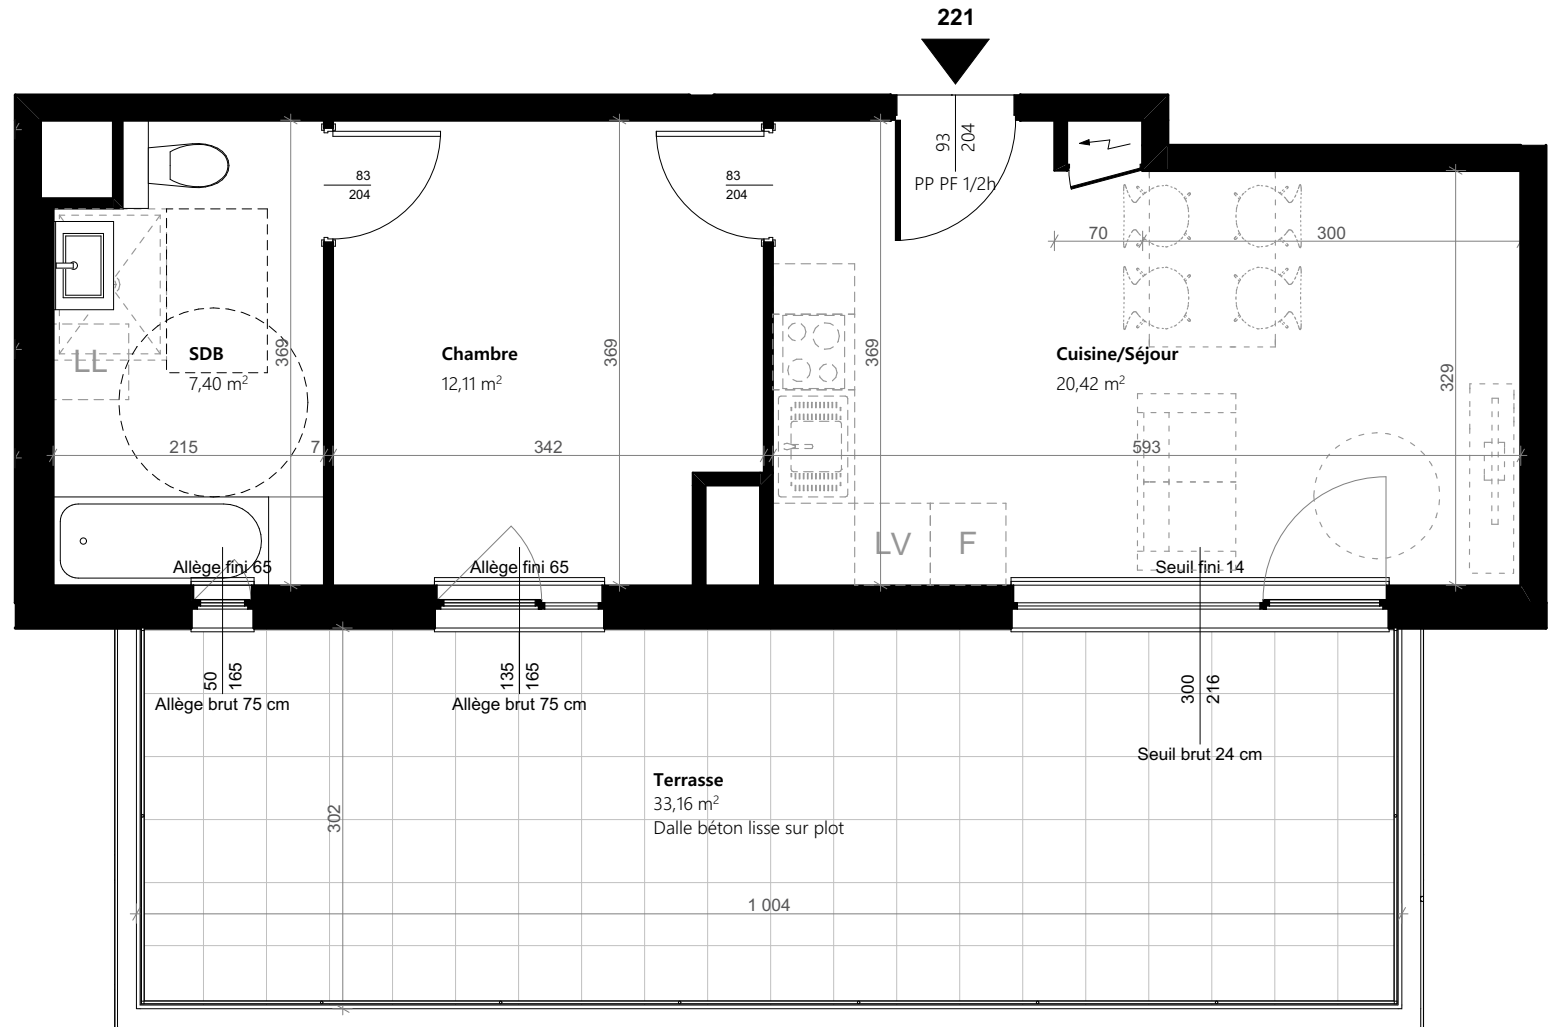 221
93
204
PP PF 1/2h
83
204
83
204
70
300
369
369
369
329
LL
SDB
7,40 m²
Chambre
12,11 m²
Cuisine/Séjour
20,42 m²
215
7
342
593
LV
F
Allège fini 65
Allège fini 65
Seuil fini 14
50
165
Allège brut 75 cm
135
165
Allège brut 75 cm
300
216
Seuil brut 24 cm
Terrasse
33,16 m²
Dalle béton lisse sur plot
302
1 004